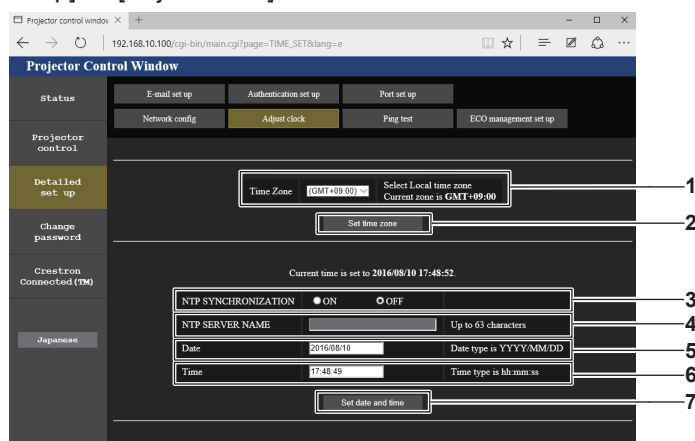 Projector control window
192.168.10.100/cgi-bin/main.cgi?page=TIME_SET&lang=e
Projector Control Window
Status
E-mail set up
Authentication set up
Port set up
Network config
Adjust clock
Ping test
ECO management set up
Projector
control
Detailed
set up
Change
password
Crestron
Connected(TM)
Japanese
Time Zone
(GMT+09:00)
Select Local time zone
Current zone is GMT+09:00
1
Set time zone
2
Current time is set to 2016/08/10 17:48:52.
NTP SYNCHRONIZATION ON OFF
3
NTP SERVER NAME Up to 63 characters
4
Date 2016/08/10 Date type is YYYY/MM/DD
5
Time 17:48:49 Time type is hh:mm:ss
6
Set date and time
7